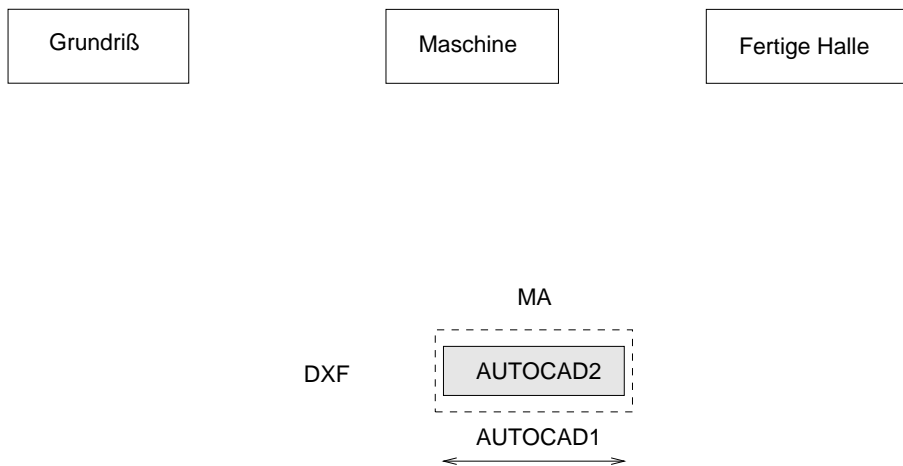 Grundriß
Maschine
Fertige Halle
MA
DXF
AUTOCAD2
AUTOCAD1